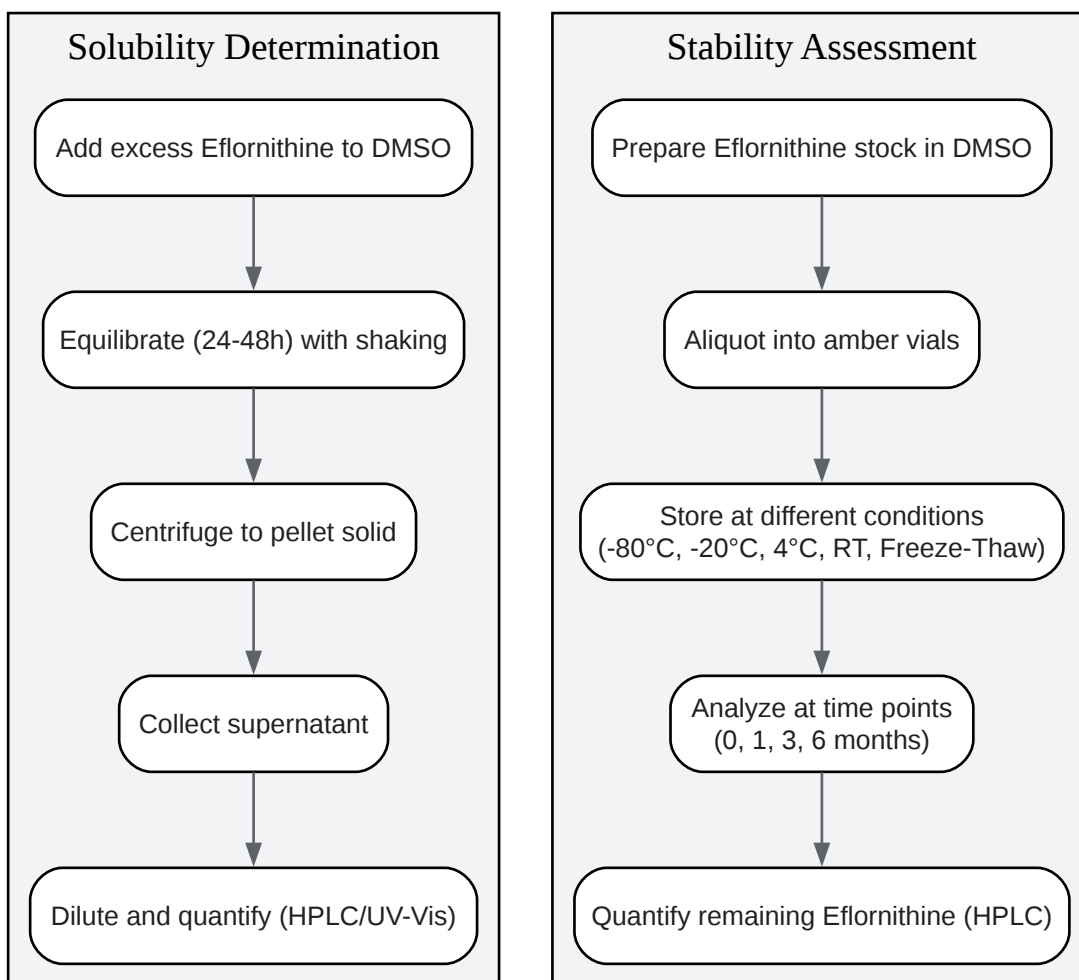 Solubility Determination
Add excess Eflornithine to DMSO
Equilibrate (24-48h) with shaking
Centrifuge to pellet solid
Collect supernatant
Dilute and quantify (HPLC/UV-Vis)
Stability Assessment
Prepare Eflornithine stock in DMSO
Aliquot into amber vials
Store at different conditions
(-80°C, -20°C, 4°C, RT, Freeze-Thaw)
Analyze at time points
(0, 1, 3, 6 months)
Quantify remaining Eflornithine (HPLC)